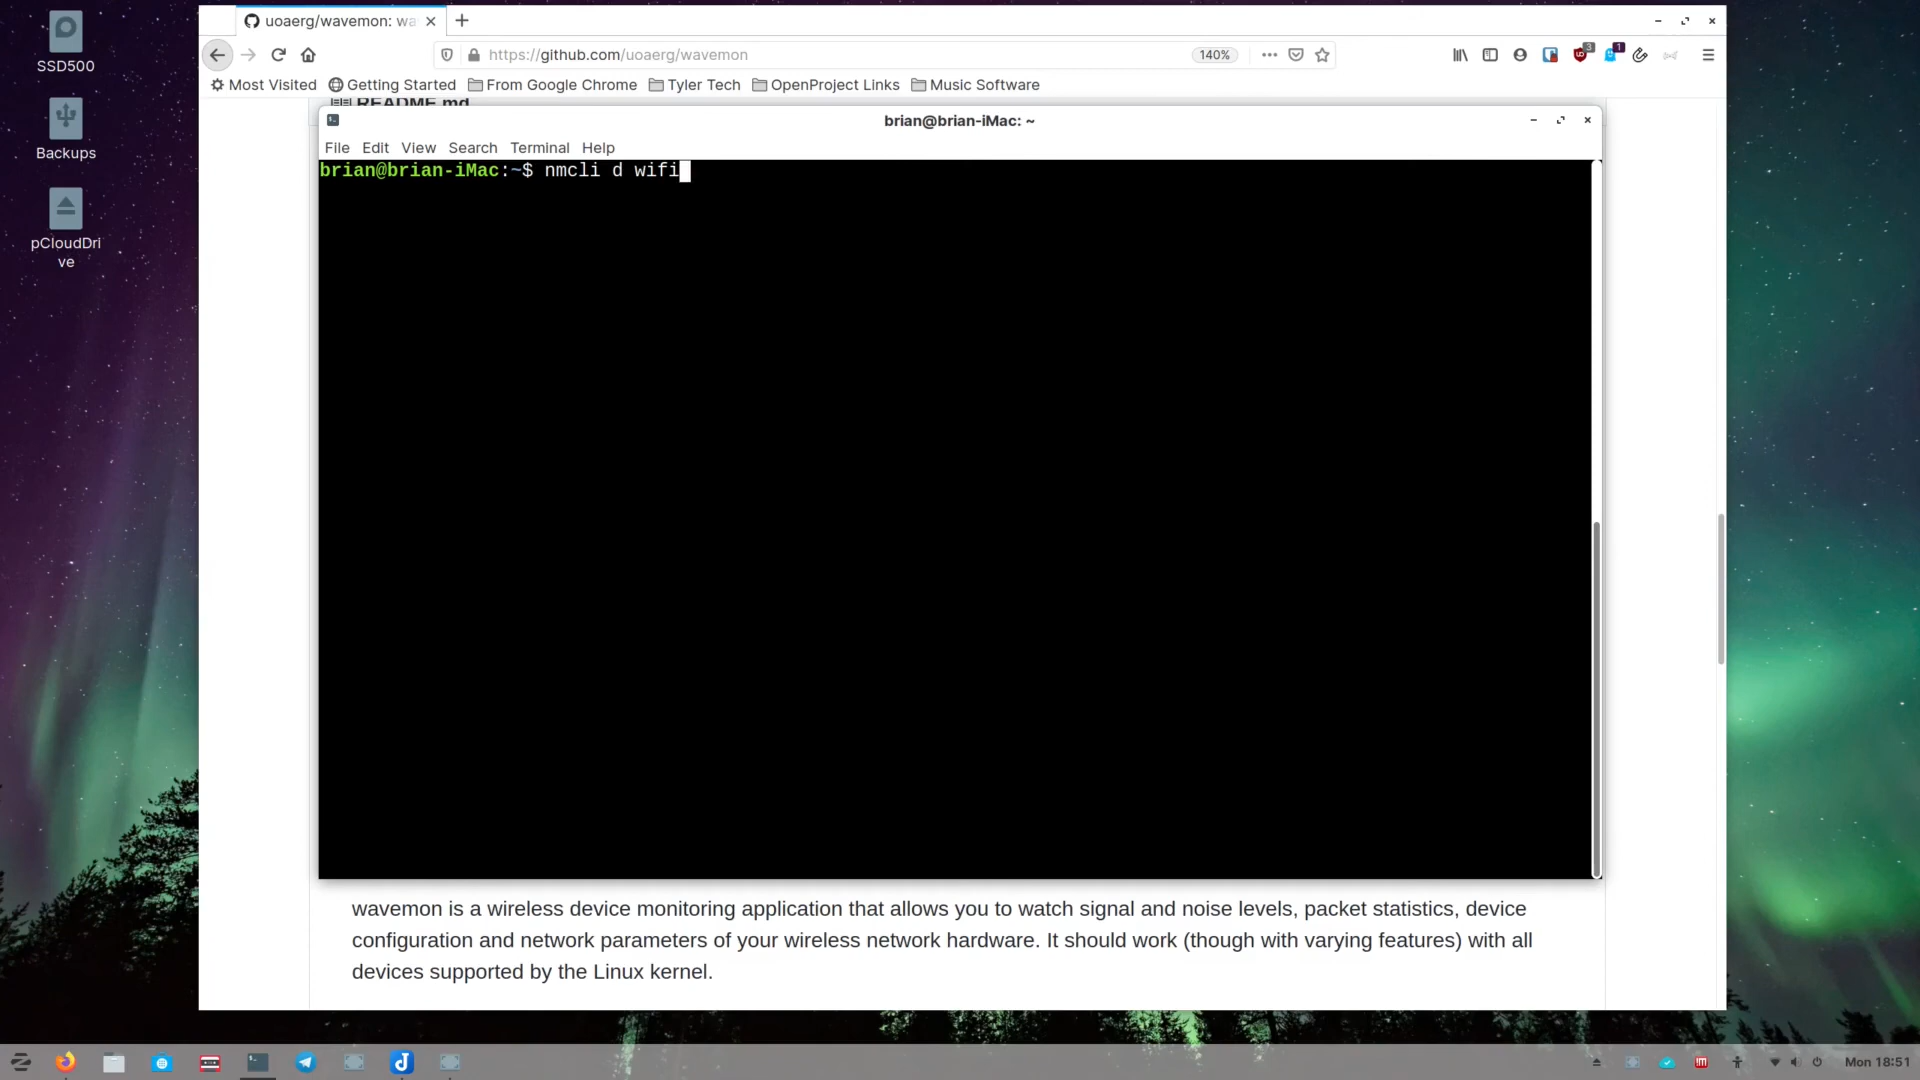 SSD500
Backups
pCloudDri
ve
uoaerg/wavemon: wa
https://github.com/uoaerg/wavemon
140%
3
1
Most Visited
Getting Started
From Google Chrome
Tyler Tech
OpenProject Links
Music Software
README.md
brian@brian-iMac: ~
File Edit View Search Terminal Help
brian@brian-iMac:~$ nmcli d wifi
wavemon is a wireless device monitoring application that allows you to watch signal and noise levels, packet statistics, device
configuration and network parameters of your wireless network hardware. It should work (though with varying features) with all
devices supported by the Linux kernel.
Mon 18:51